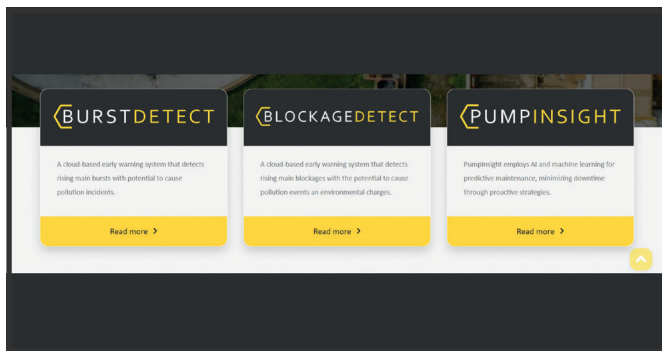 BURSTDETECT
A cloud-based early warning system that detects
rising main bursts with potential to cause
pollution incidents.
Read more
BLOCKAGEDETECT
A cloud-based early warning system that detects
rising main blockages with the potential to cause
pollution events an environmental charges.
Read more
PUMPINSIGHT
PumpInsight employs AI and machine learning for
predictive maintenance, minimizing downtime
through proactive strategies.
Read more